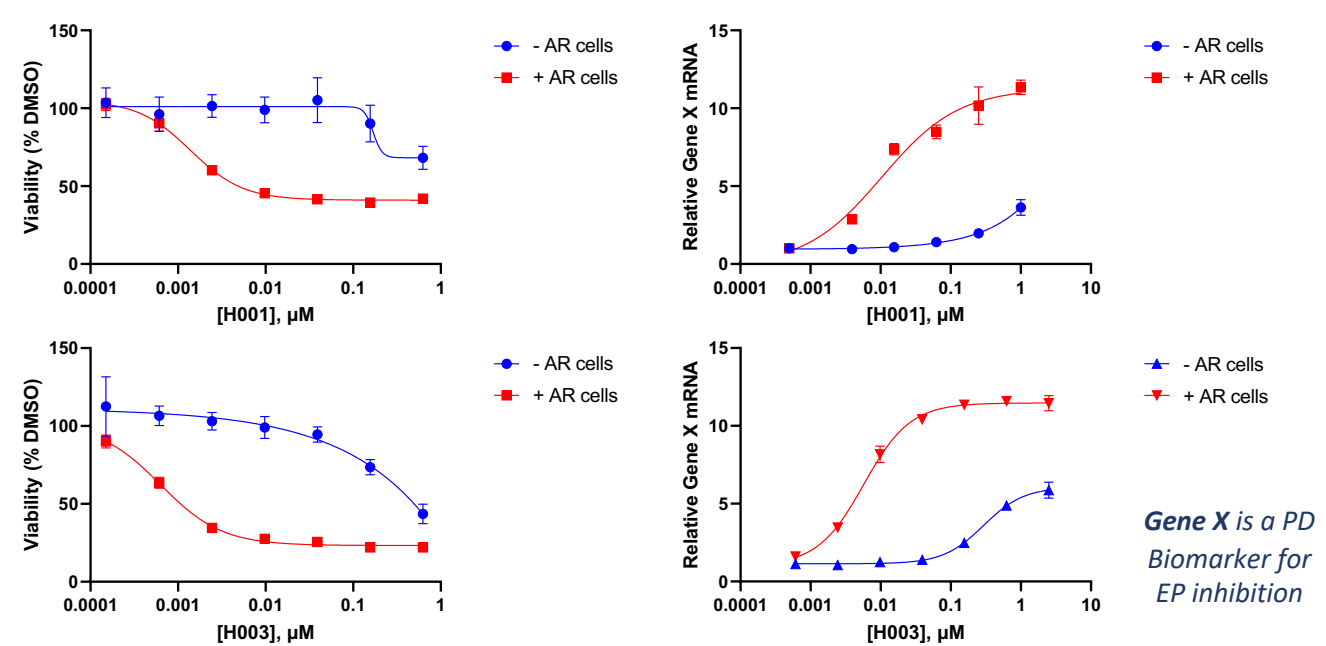 Viability (% DMSO)
150
100
50
0
0.0001 0.001 0.01 0.1 1
[H001], µM
- AR cells
+ AR cells
Relative Gene X mRNA
15
10
5
0
0.0001 0.001 0.01 0.1 1 10
[H001], µM
- AR cells
+ AR cells
Viability (% DMSO)
150
100
50
0
0.0001 0.001 0.01 0.1 1
[H003], µM
- AR cells
+ AR cells
Relative Gene X mRNA
15
10
5
0
0.0001 0.001 0.01 0.1 1 10
[H003], µM
- AR cells
+ AR cells
Gene X is a PD
Biomarker for
EP inhibition